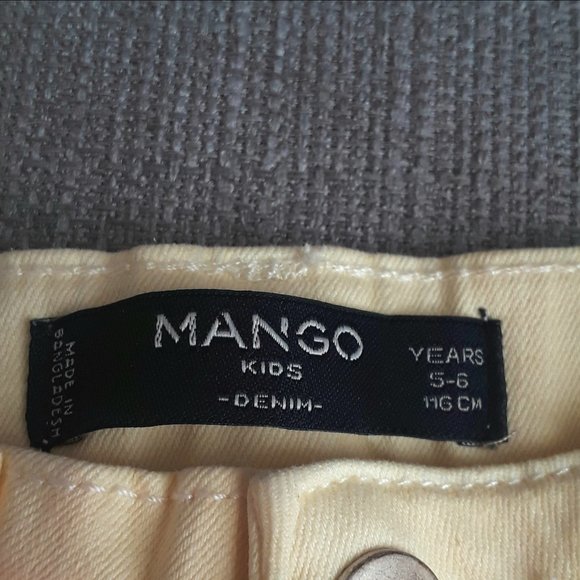 MANGO
KIDS
-DENIM-
YEARS
5-6
116 CM
MADE IN
BANGLADESH